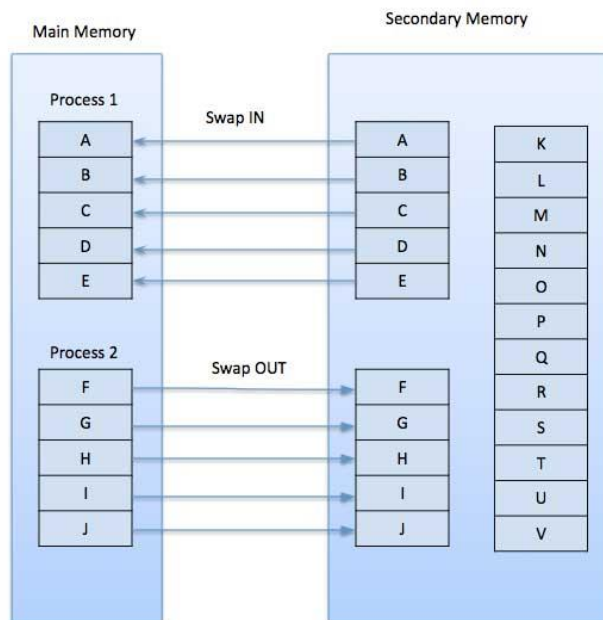 Main Memory
Secondary Memory
Process 1
Swap IN
A
B
C
D
E
Process 2
Swap OUT
F
G
H
I
J
A
B
C
D
E
F
G
H
I
J
K
L
M
N
O
P
Q
R
S
T
U
V